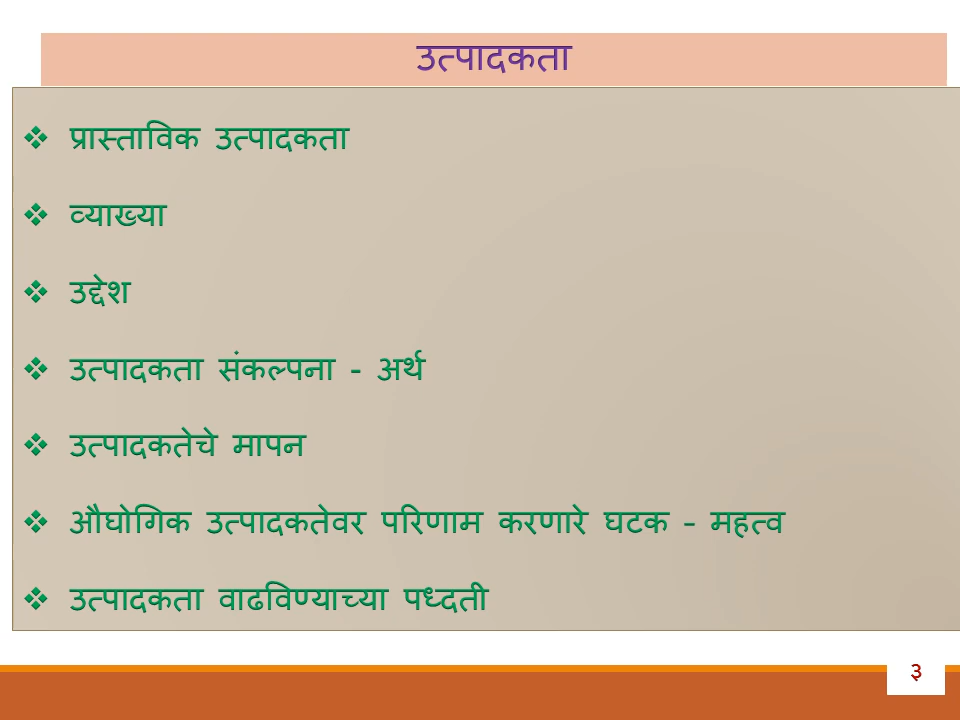 उत्पादकता
❖ प्रास्ताविक उत्पादकता
❖ व्याख्या
❖ उद्देश
❖ उत्पादकता संकल्पना - अर्थ
❖ उत्पादकतेचे मापन
❖ औघोगिक उत्पादकतेवर परिणाम करणारे घटक – महत्व
❖ उत्पादकता वाढविण्याच्या पध्दती
३